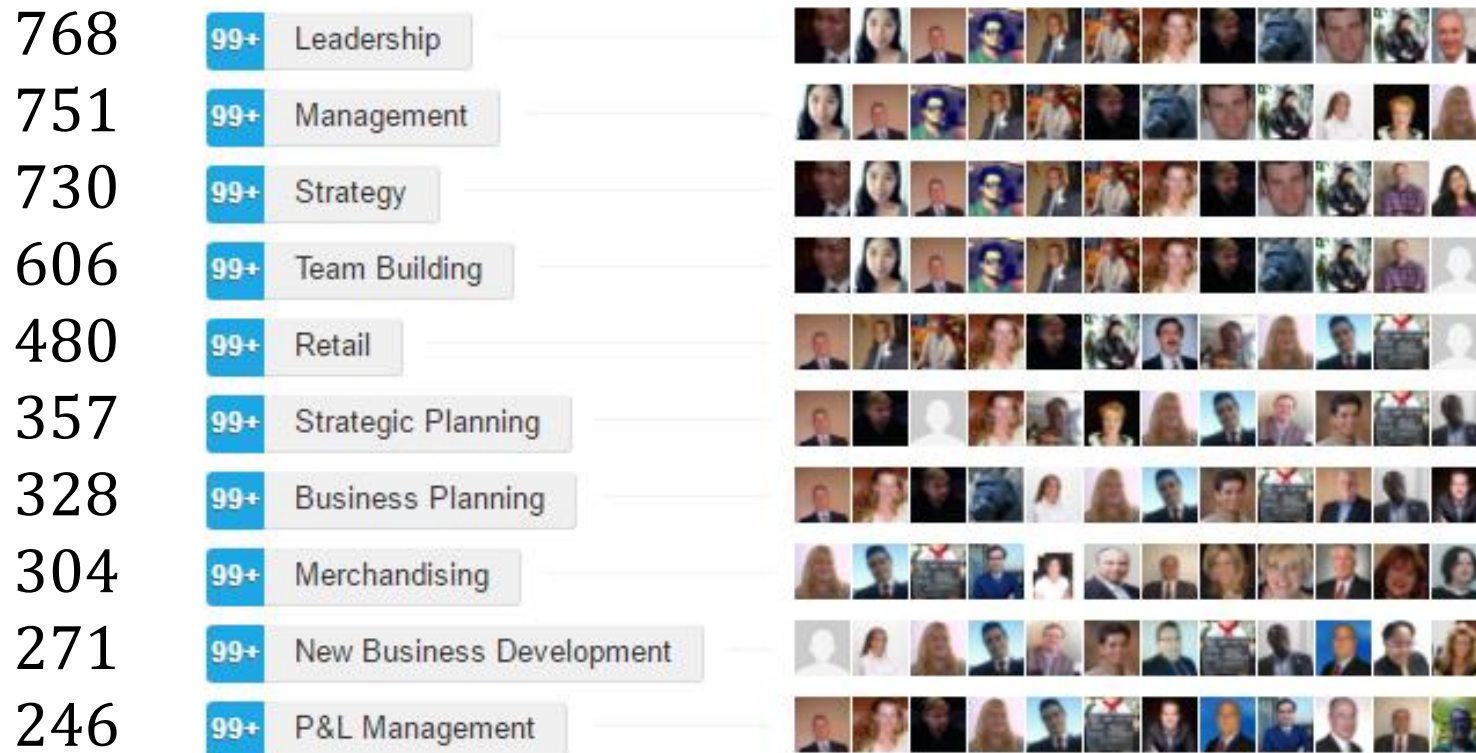 768 99+ Leadership
751 99+ Management
730 99+ Strategy
606 99+ Team Building
480 99+ Retail
357 99+ Strategic Planning
328 99+ Business Planning
304 99+ Merchandising
271 99+ New Business Development
246 99+ P&L Management